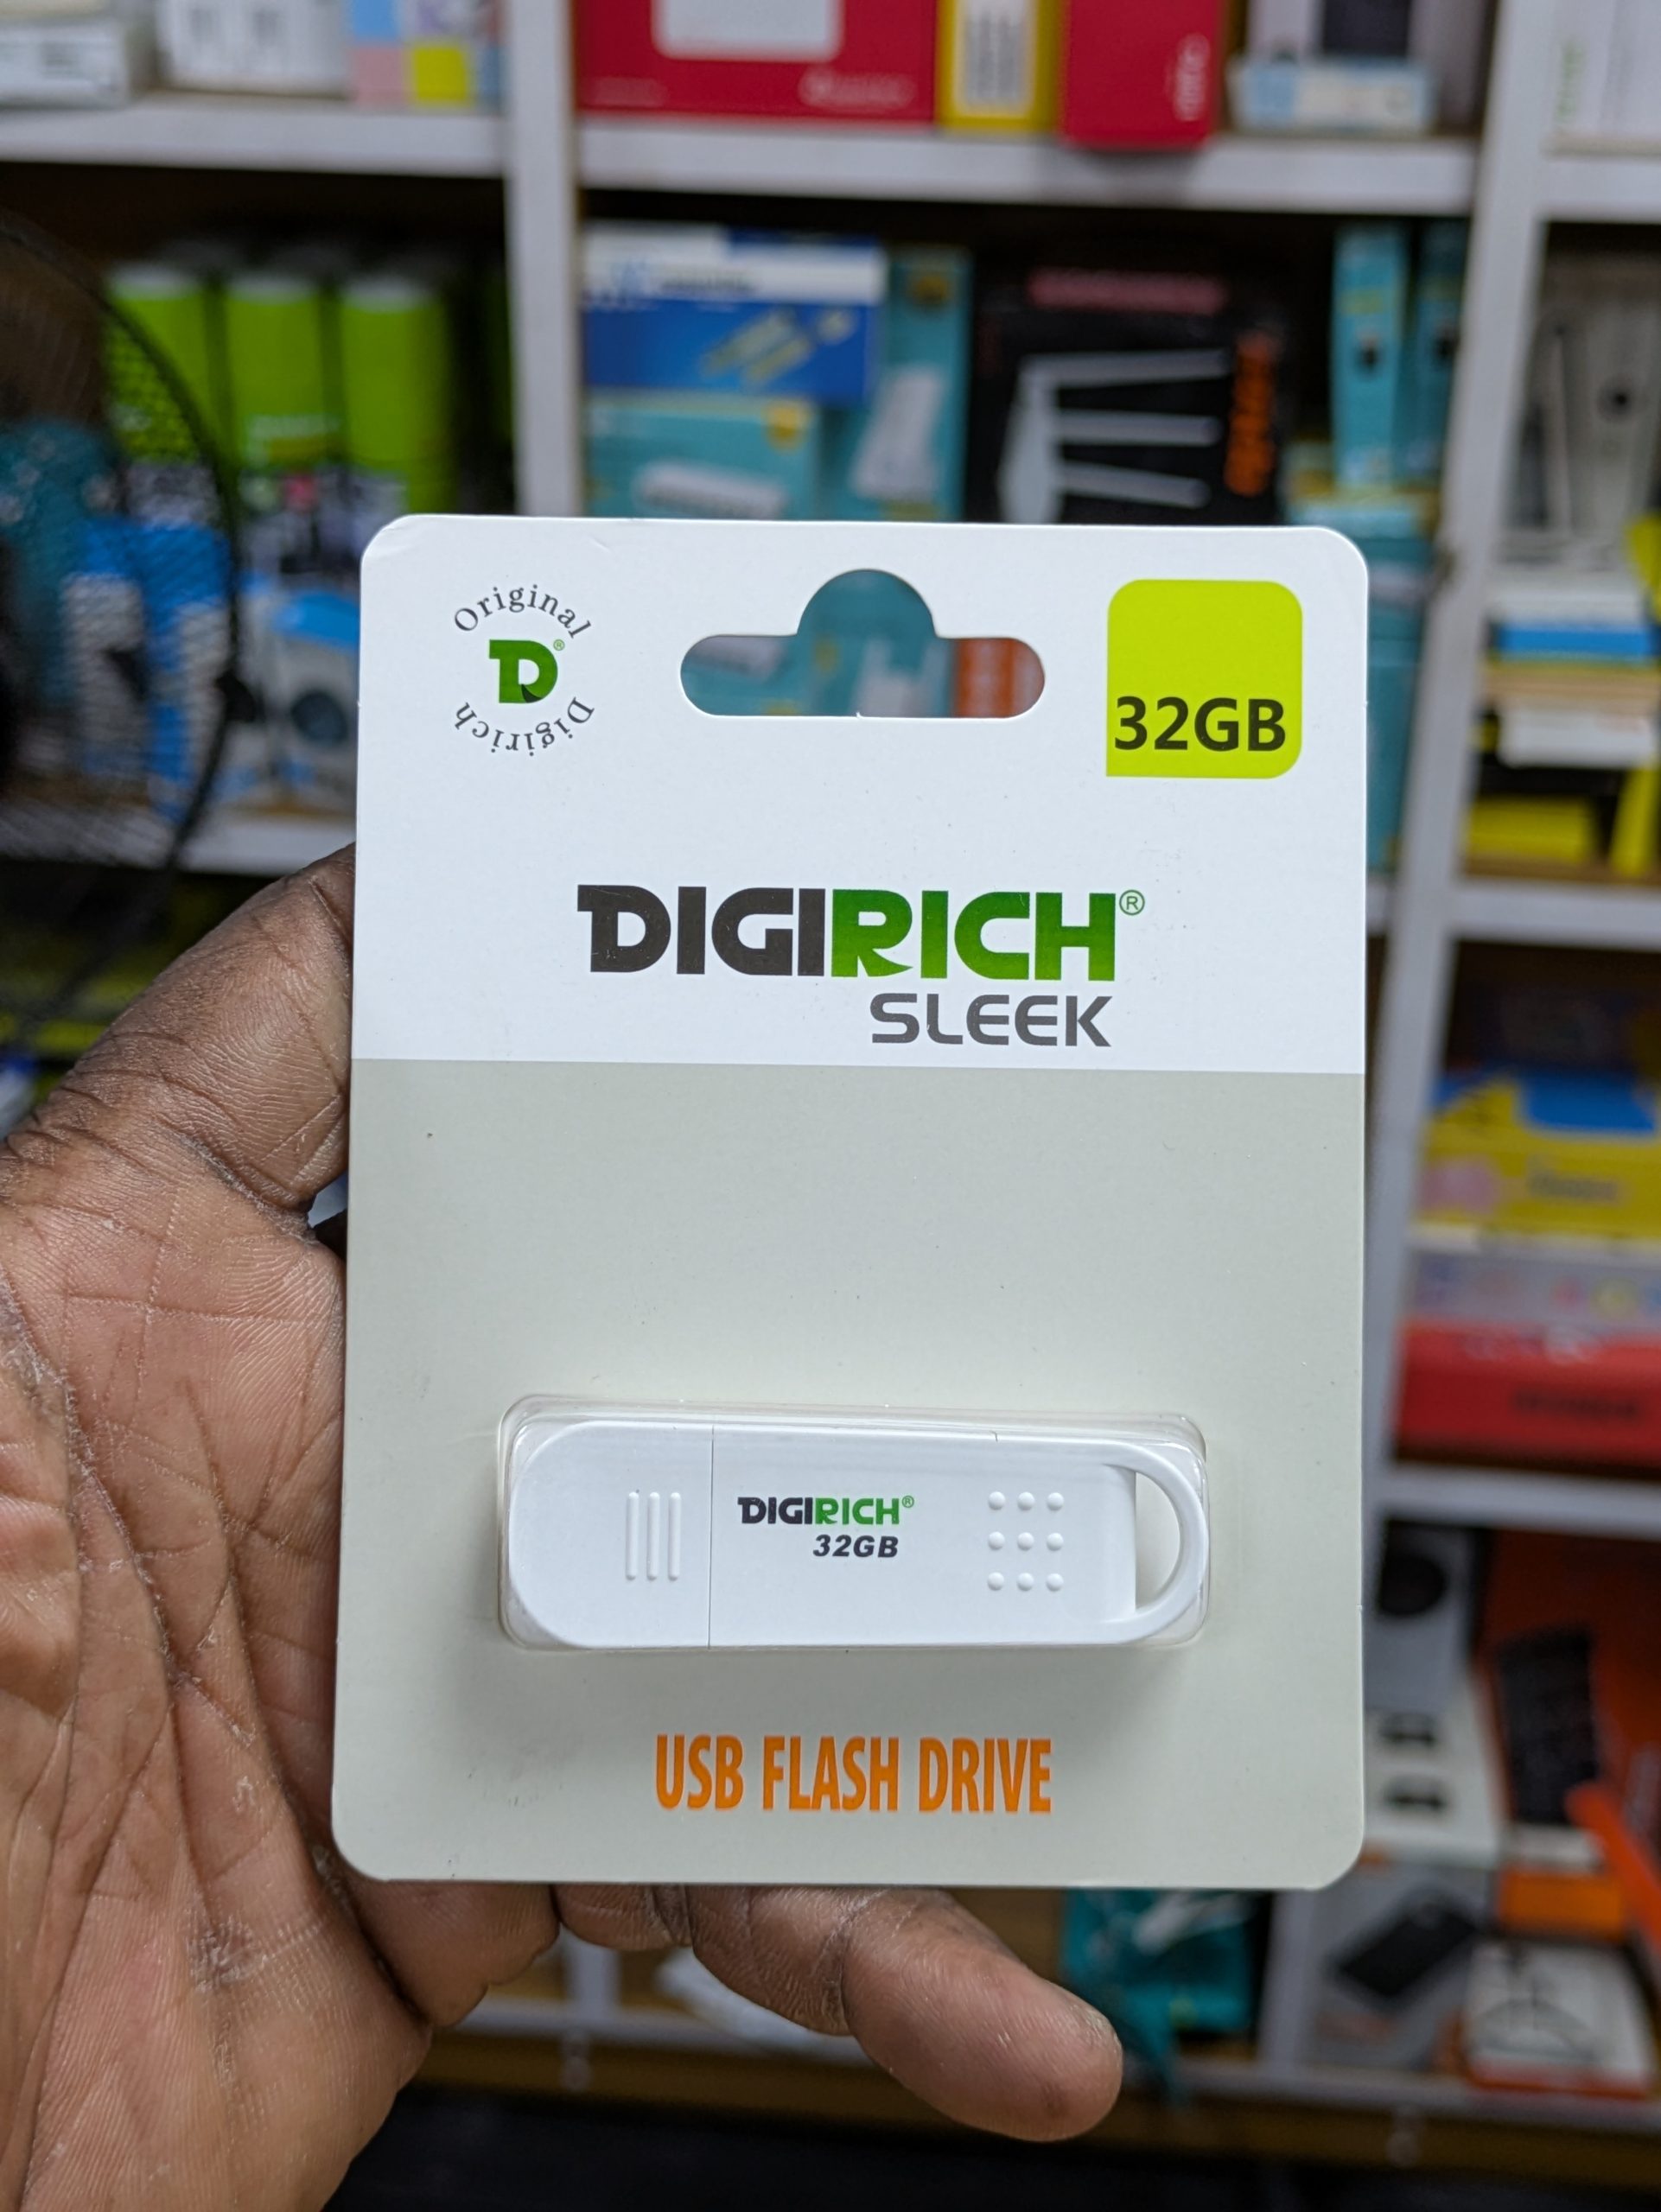 Original
D®
Digirich
32GB
DIGIRICH®
SLEEK
DIGIRICH®
32GB
USB FLASH DRIVE